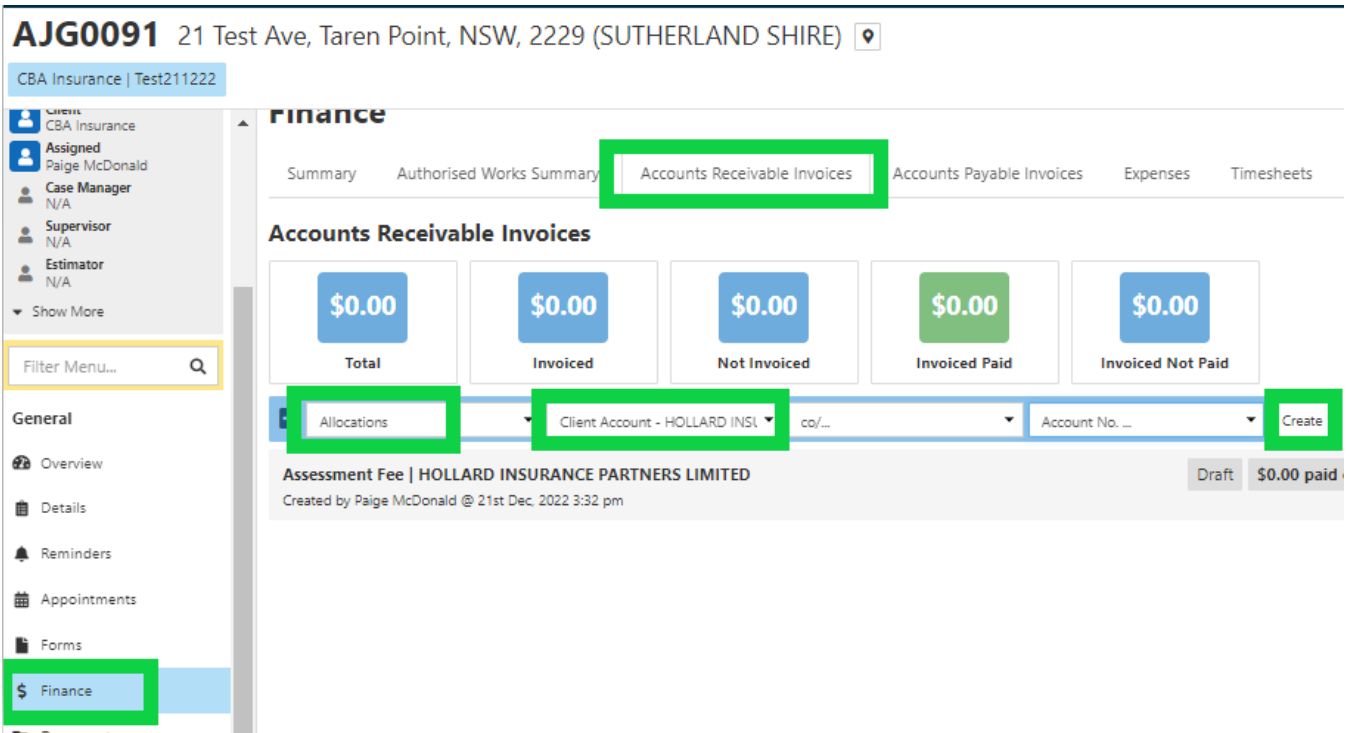 AJG0091 21 Test Ave, Taren Point, NSW, 2229 (SUTHERLAND SHIRE)
CBA Insurance | Test211222
Client
CBA Insurance
Assigned
Paige McDonald
Case Manager
N/A
Supervisor
N/A
Estimator
N/A
Show More
Filter Menu...
General
Overview
Details
Reminders
Appointments
Forms
$ Finance
Finance
Summary Authorised Works Summary Accounts Receivable Invoices Accounts Payable Invoices Expenses Timesheets
Accounts Receivable Invoices
$0.00 $0.00 $0.00 $0.00 $0.00
Total Invoiced Not Invoiced Invoiced Paid Invoiced Not Paid
Allocations Client Account - HOLLARD INSU co/... Account No. ... Create
Assessment Fee | HOLLARD INSURANCE PARTNERS LIMITED Draft $0.00 paid
Created by Paige McDonald @ 21st Dec, 2022 3:32 pm